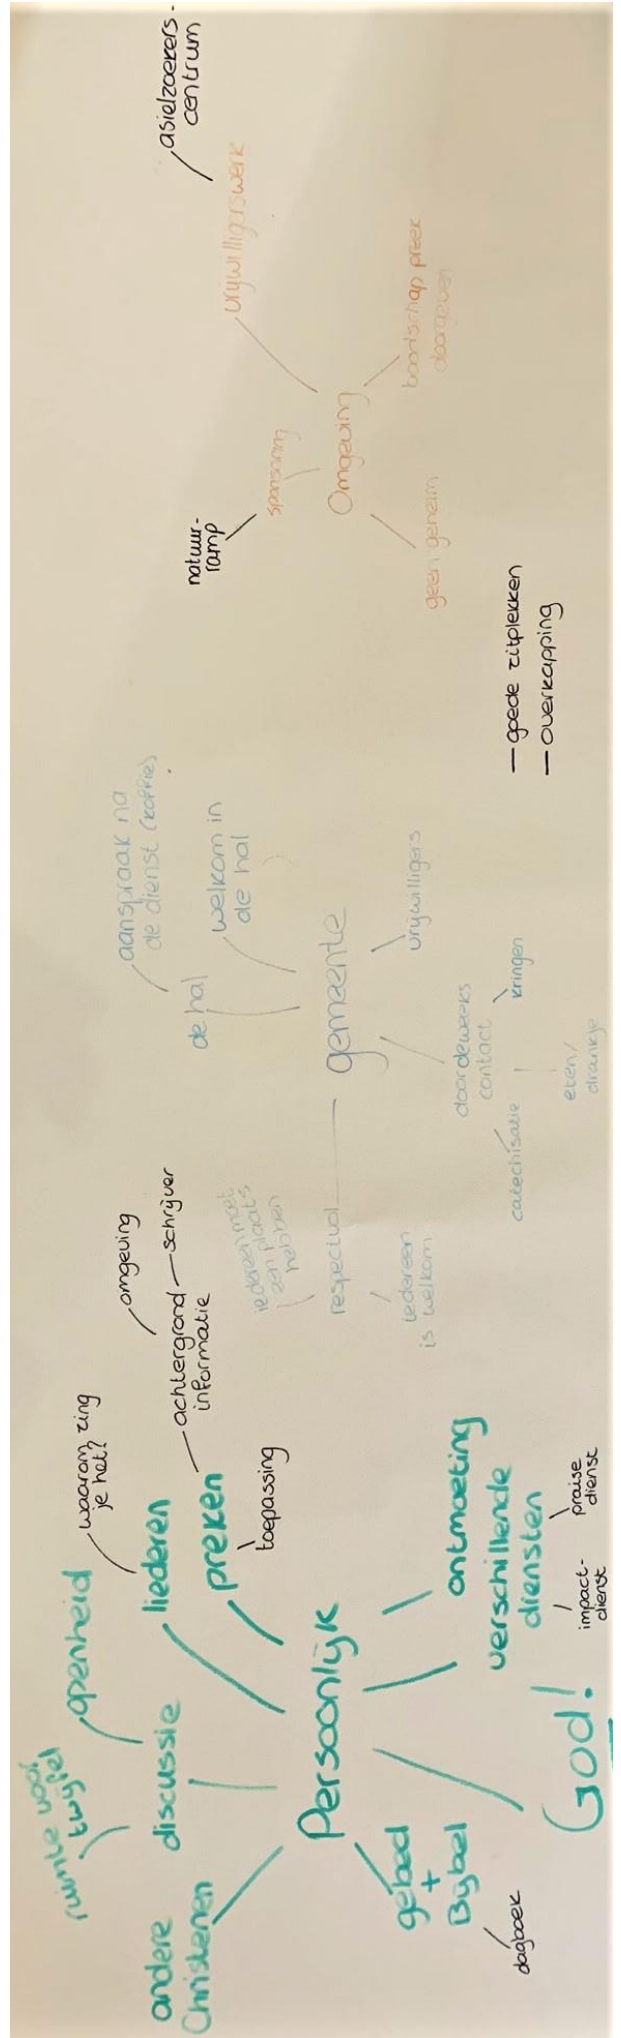 ruimte voor
twijfel
openheid
waarom zing
je het?
andere
Christenen
discussie
liederen
preken
achtergrond
informatie
omgeving
schrijver
toepassing
Persoonlijk
gebed
+
Bijbel
dagboek
God!
ontmoeting
verschillende
diensten
impact-
dienst
praise
dienst
aanspraak na
de dienst (koffie)
de hal
welkom in
de hal
iedereen moet
een plaats
hebben
respectvol
iedereen
is welkom
gemeente
vrijwilligers
doordeweeks
contact
kringen
catechisatie
eten/
drankje
asielzoekers-
centrum
vrijwilligerswerk
natuur-
ramp
sponsoring
Omgeving
boodschap preek
doorgeven
geen geheim
— goede zitplekken
— overkapping